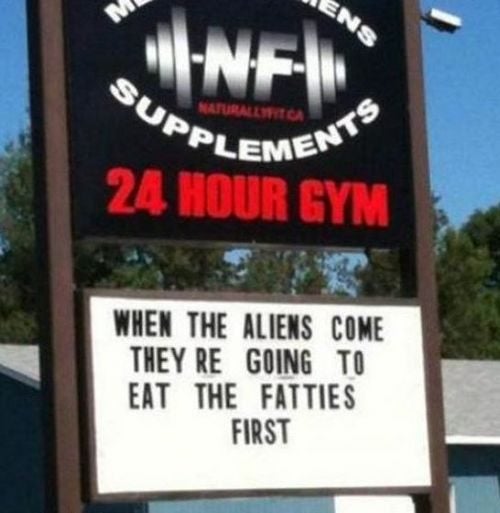 NF
NATURALLYFIT.CA
SUPPLEMENTS
24 HOUR GYM
WHEN THE ALIENS COME
THEY RE GOING TO
EAT THE FATTIES
FIRST